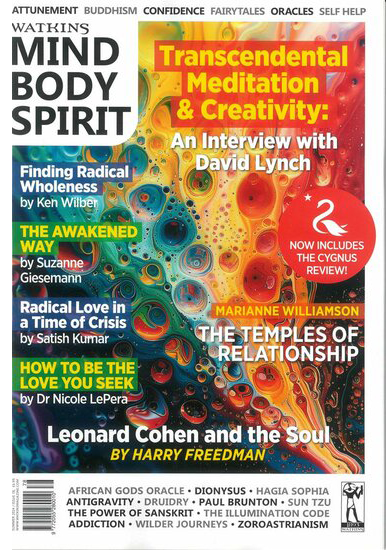 ATTUNEMENT BUDDHISM CONFIDENCE FAIRYTALES ORACLES SELF HELP
WATKINS
MIND
BODY
SPIRIT
Transcendental
Meditation
& Creativity:
An Interview with
David Lynch
Finding Radical
Wholeness
by Ken Wilber
THE AWAKENED
WAY
by Suzanne
Giesemann
Radical Love in
a Time of Crisis
by Satish Kumar
HOW TO BE THE
LOVE YOU SEEK
by Dr Nicole LePera
NOW INCLUDES
THE CYGNUS
REVIEW!
MARIANNE WILLIAMSON
THE TEMPLES OF
RELATIONSHIP
Leonard Cohen and the Soul
BY HARRY FREEDMAN
AFRICAN GODS ORACLE • DIONYSUS • HAGIA SOPHIA
ANTIGRAVITY • DRUIDRY • PAUL BRUNTON • SUN TZU
THE POWER OF SANSKRIT • THE ILLUMINATION CODE
ADDICTION • WILDER JOURNEYS • ZOROASTRIANISM